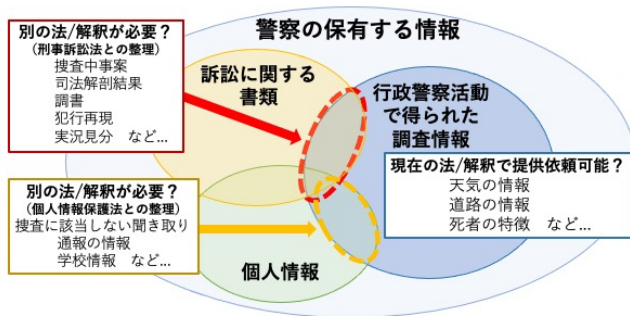 警察の保有する情報
別の法/解釈が必要？
(刑事訴訟法との整理)
捜査中事案
司法解剖結果
調書
犯行再現
実況見分　など…
訴訟に関する
書類
行政警察活動
で得られた
調査情報
現在の法/解釈で提供依頼可能？
天気の情報
道路の情報
死者の特徴　など…
別の法/解釈が必要？
(個人情報保護法との整理)
捜査に該当しない聞き取り
通報の情報
学校情報　など…
個人情報